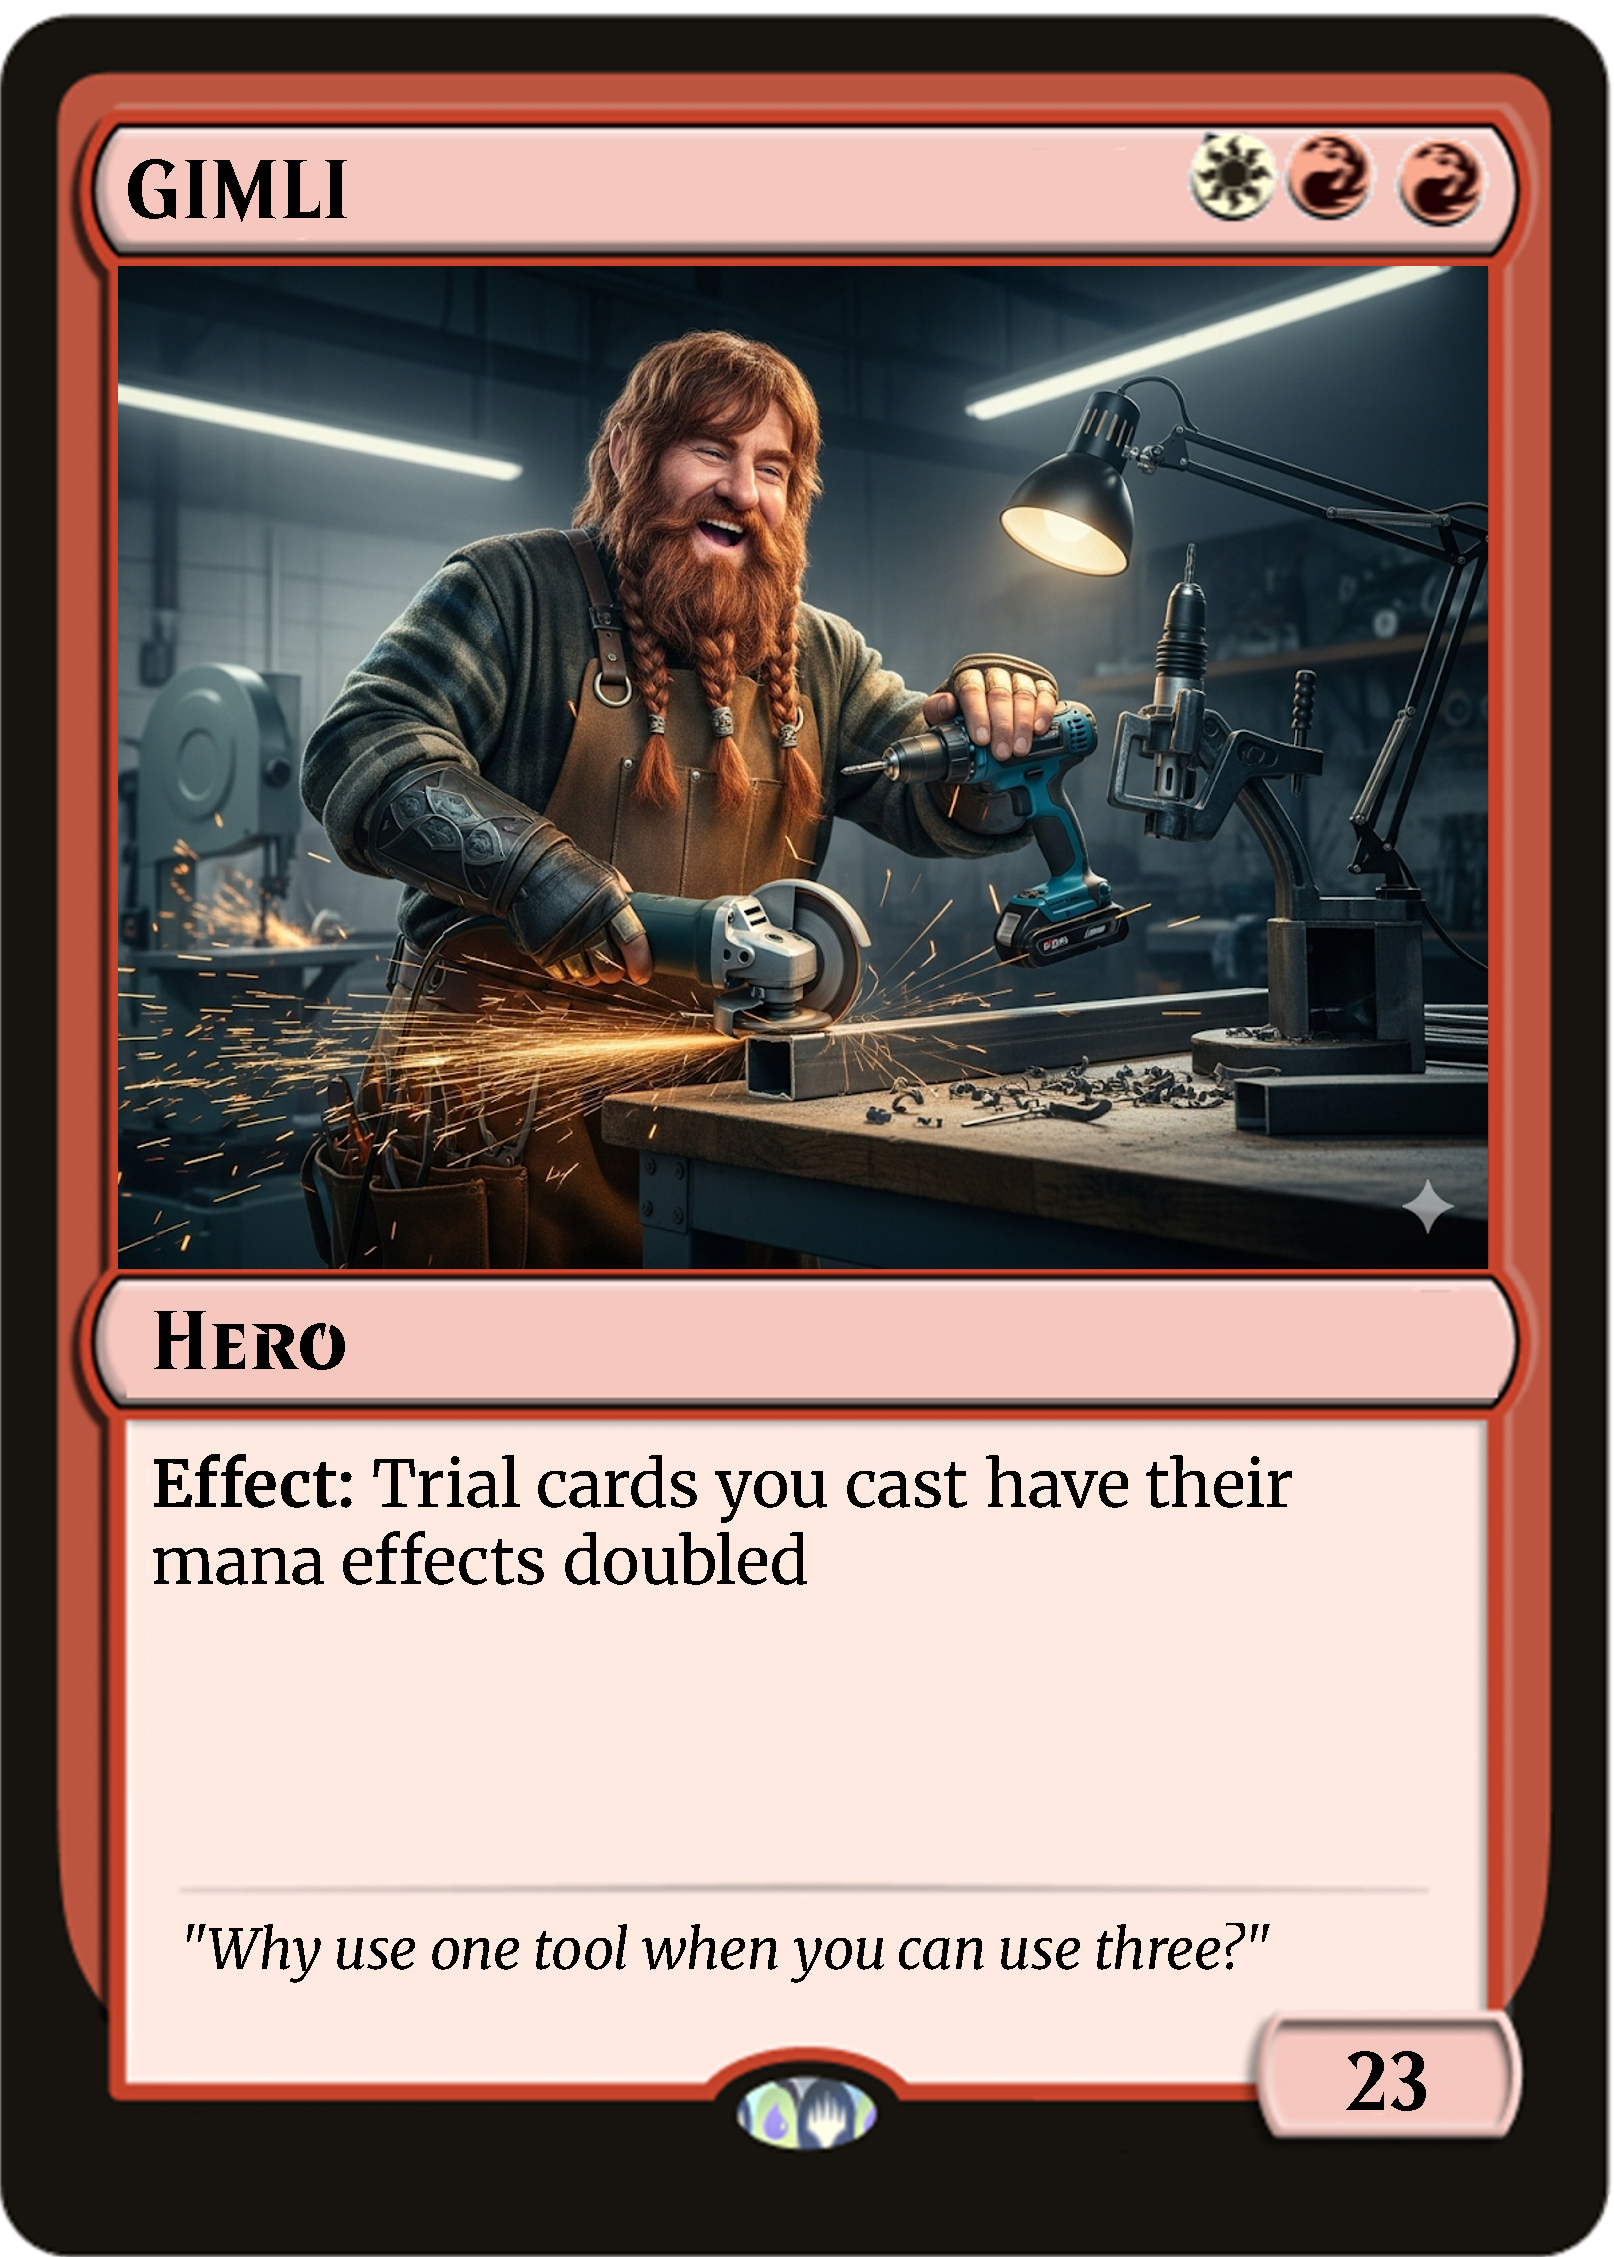 GIMLI
Hero
Effect: Trial cards you cast have their
mana effects doubled
"Why use one tool when you can use three?"
23